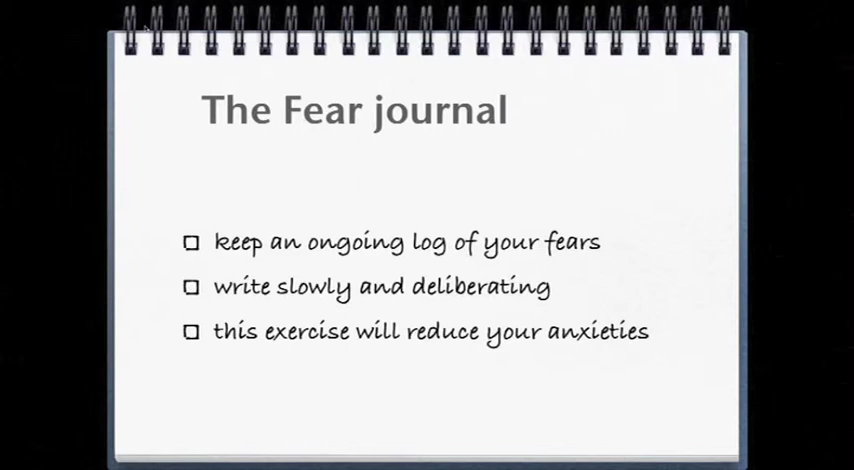 The Fear journal
keep an ongoing log of your fears
write slowly and deliberating
this exercise will reduce your anxieties